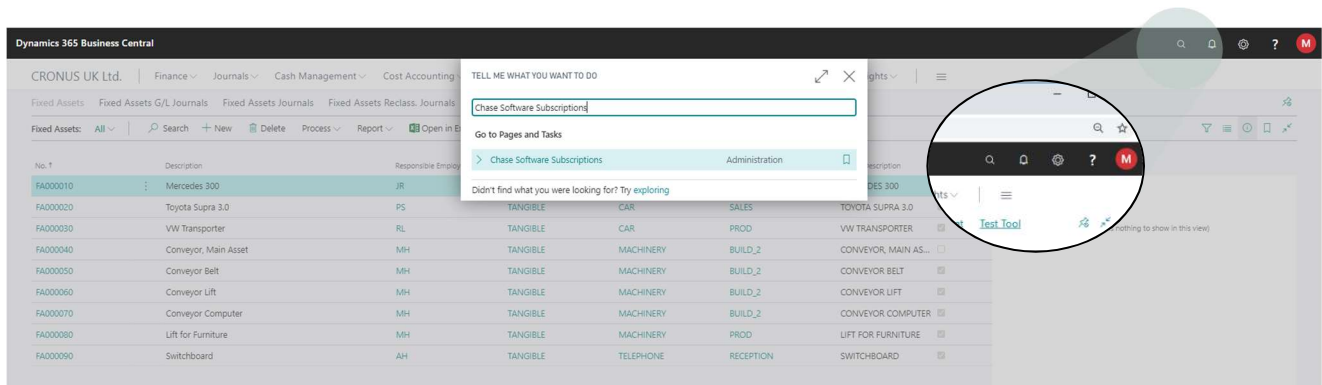 Dynamics 365 Business Central
M
CRONUS UK Ltd. Finance Journals Cash Management Cost Accounting
Fixed Assets Fixed Assets G/L Journals Fixed Assets Journals Fixed Assets Reclass. Journals
Fixed Assets: All Search + New Delete Process Report Open in
TELL ME WHAT YOU WANT TO DO
Chase Software Subscriptions
Go to Pages and Tasks
> Chase Software Subscriptions Administration
Didn't find what you were looking for? Try exploring
No. ↑ Description Responsible Employ
FA000010 Mercedes 300 JR
FA000020 Toyota Supra 3.0 PS TANGIBLE CAR SALES TOYOTA SUPRA 3.0
FA000030 VW Transporter RL TANGIBLE CAR PROD VW TRANSPORTER
FA000040 Conveyor, Main Asset MH TANGIBLE MACHINERY BUILD_2 CONVEYOR, MAIN AS...
FA000050 Conveyor Belt MH TANGIBLE MACHINERY BUILD_2 CONVEYOR BELT
FA000060 Conveyor Lift MH TANGIBLE MACHINERY BUILD_2 CONVEYOR LIFT
FA000070 Conveyor Computer MH TANGIBLE MACHINERY BUILD_2 CONVEYOR COMPUTER
FA000080 Lift for Furniture MH TANGIBLE MACHINERY PROD LIFT FOR FURNITURE
FA000090 Switchboard AH TANGIBLE TELEPHONE RECEPTION SWITCHBOARD
? M
Test Tool
nothing to show in this view)